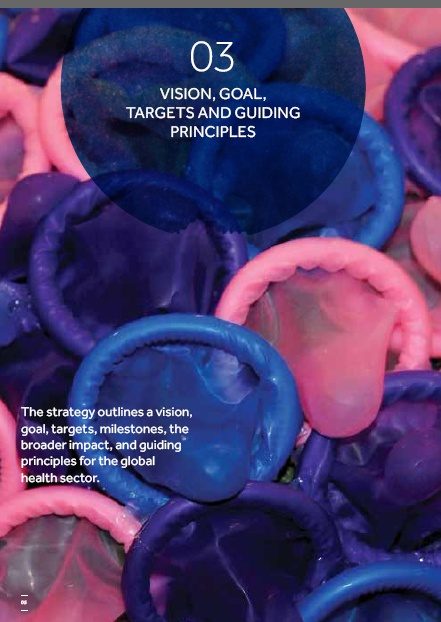 03
VISION, GOAL,
TARGETS AND GUIDING
PRINCIPLES
The strategy outlines a vision,
goal, targets, milestones, the
broader impact, and guiding
principles for the global
health sector.